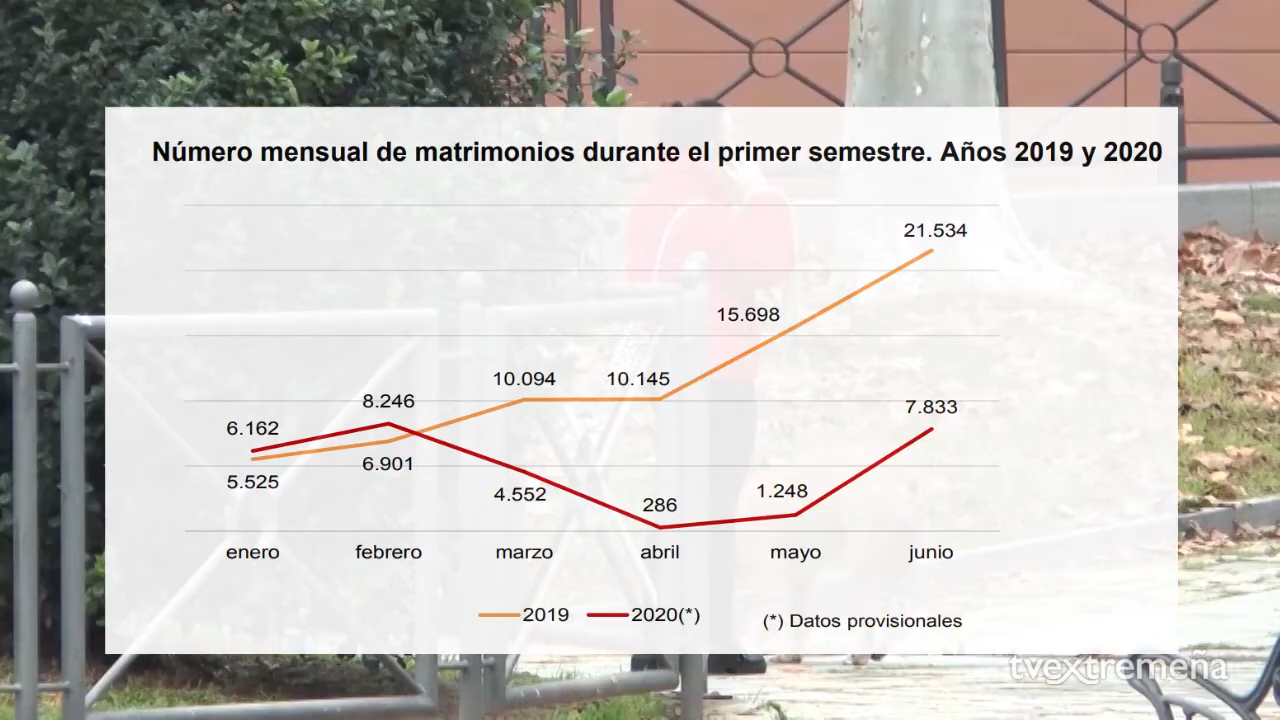 Número mensual de matrimonios durante el primer semestre. Años 2019 y 2020
21.534
15.698
10.094
10.145
8.246
7.833
6.162
6.901
5.525
4.552
286
1.248
enero
febrero
marzo
abril
mayo
junio
2019
2020(*)
(*) Datos provisionales
tvextremeña